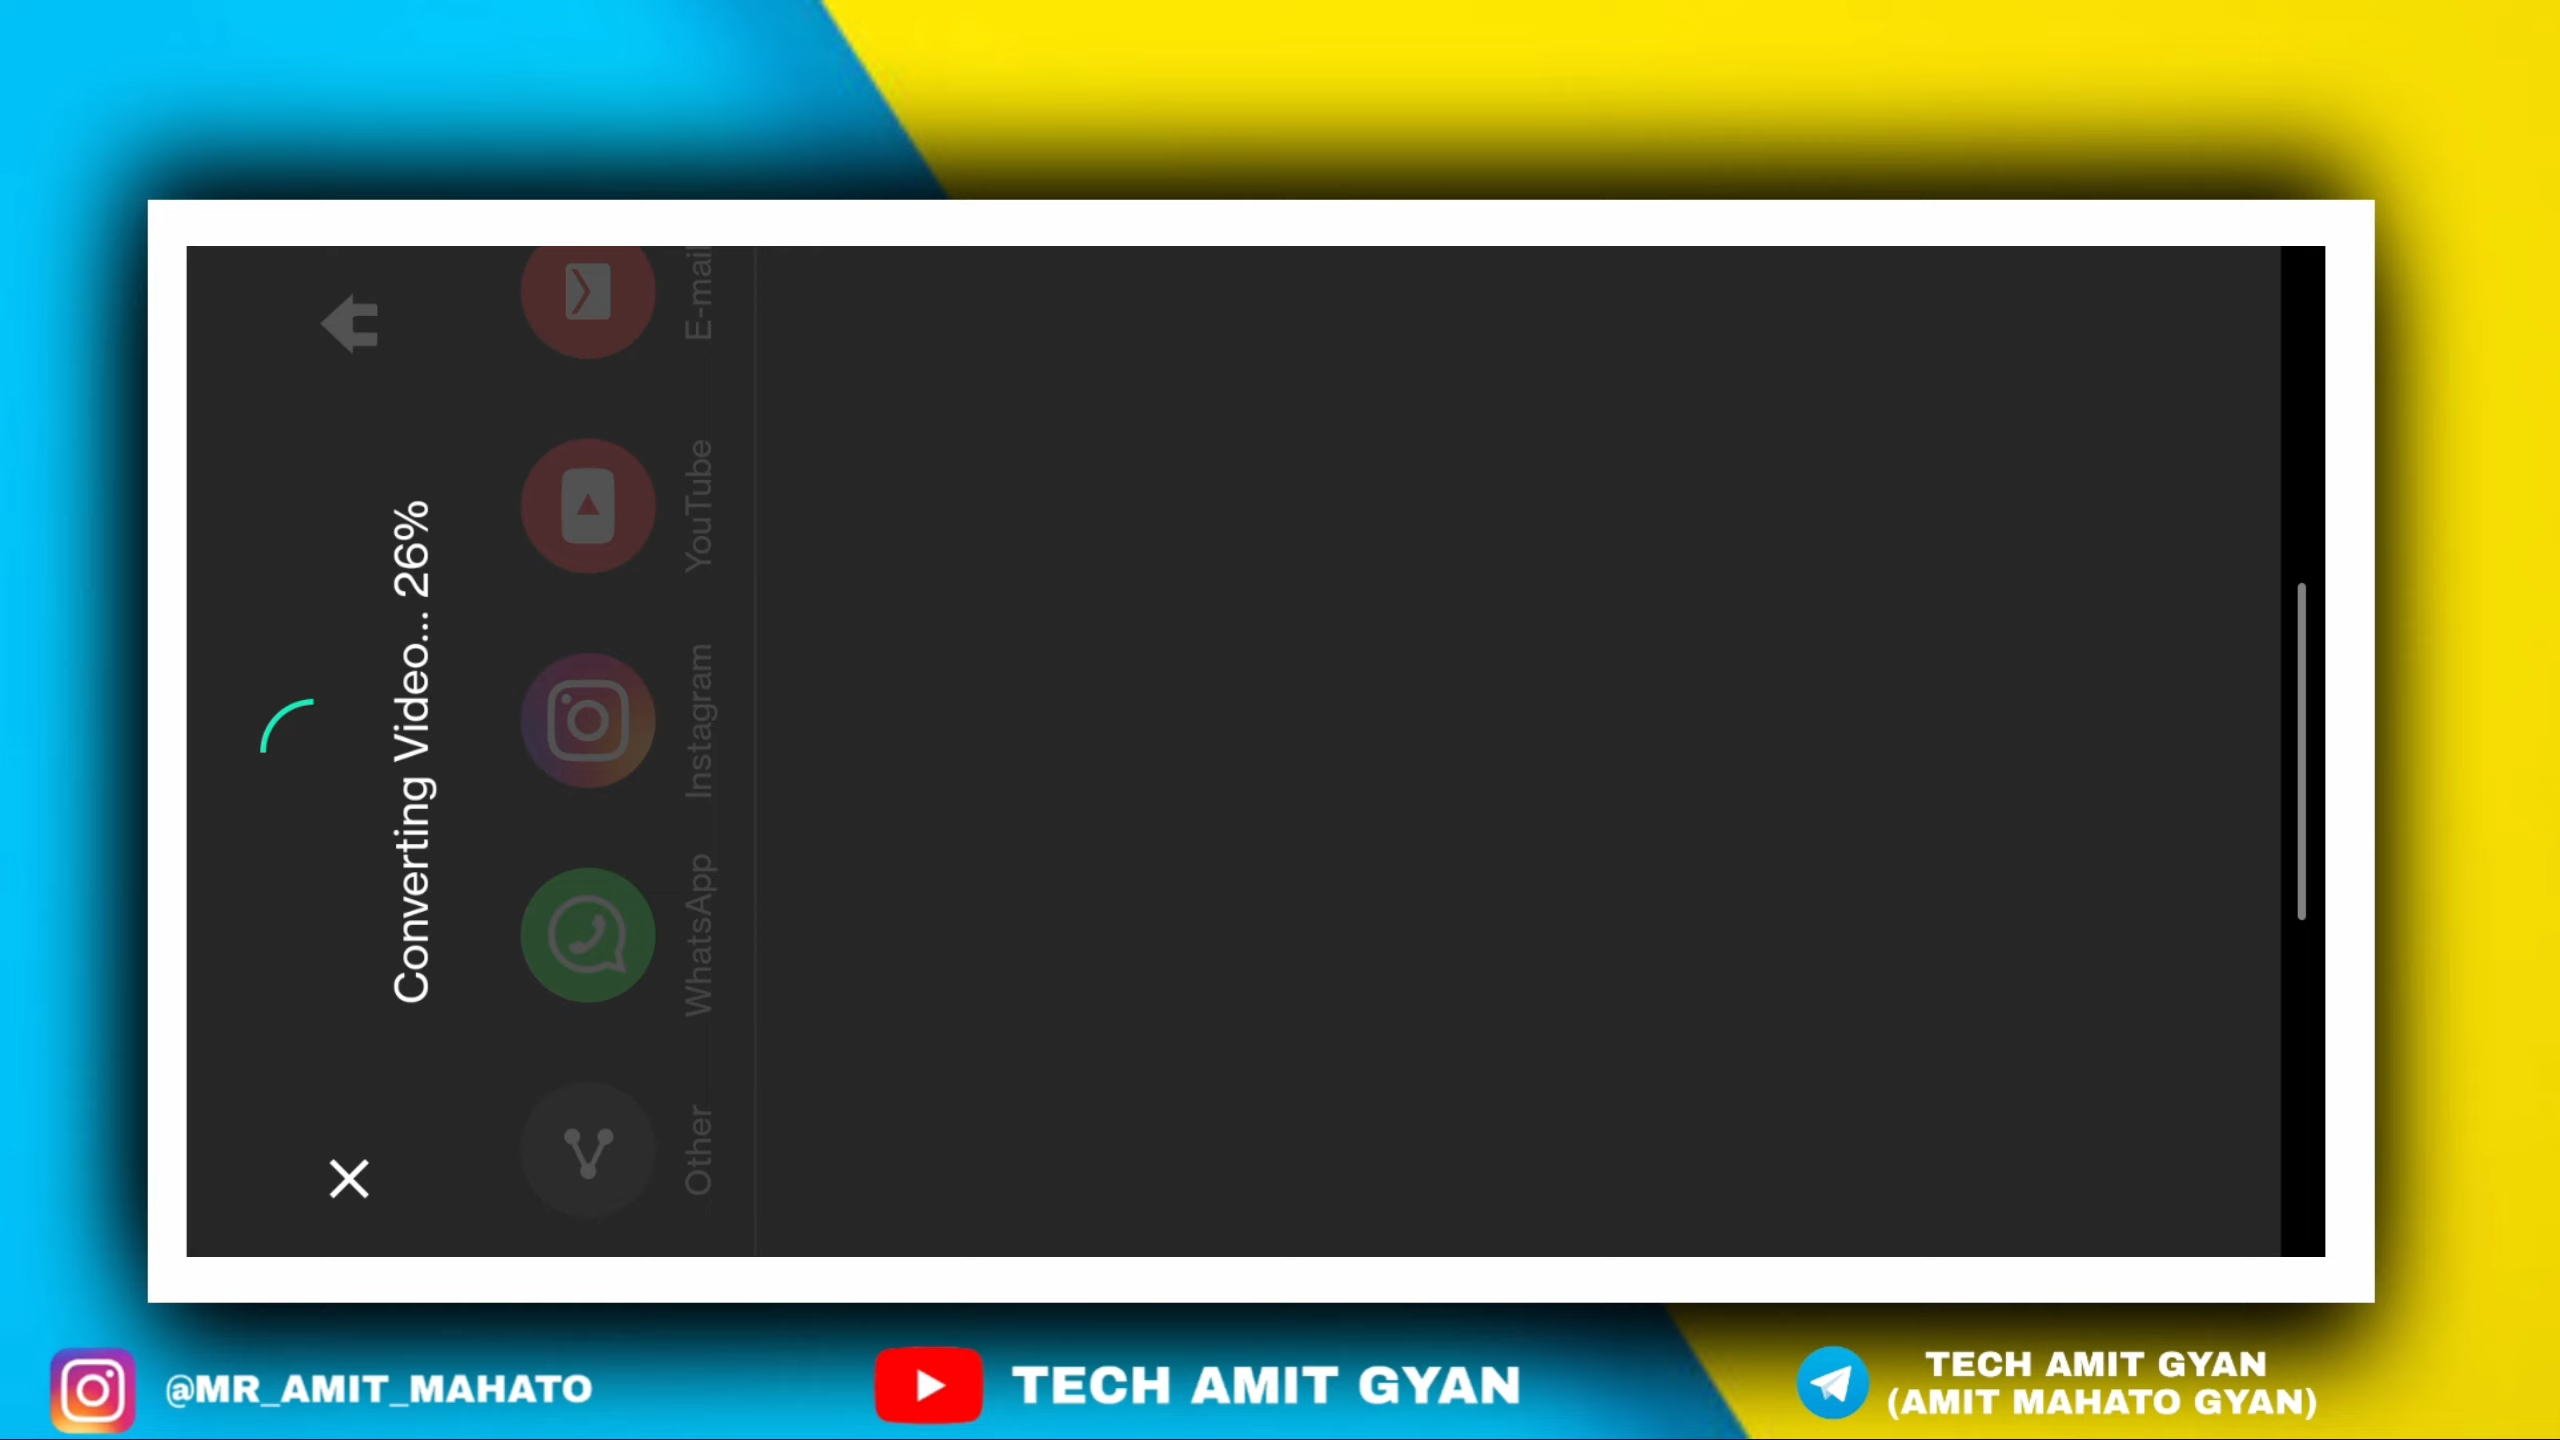 Converting Video... 26%
Other
WhatsApp
Instagram
YouTube
E-mail
@MR_AMIT_MAHATO
TECH AMIT GYAN
TECH AMIT GYAN
(AMIT MAHATO GYAN)